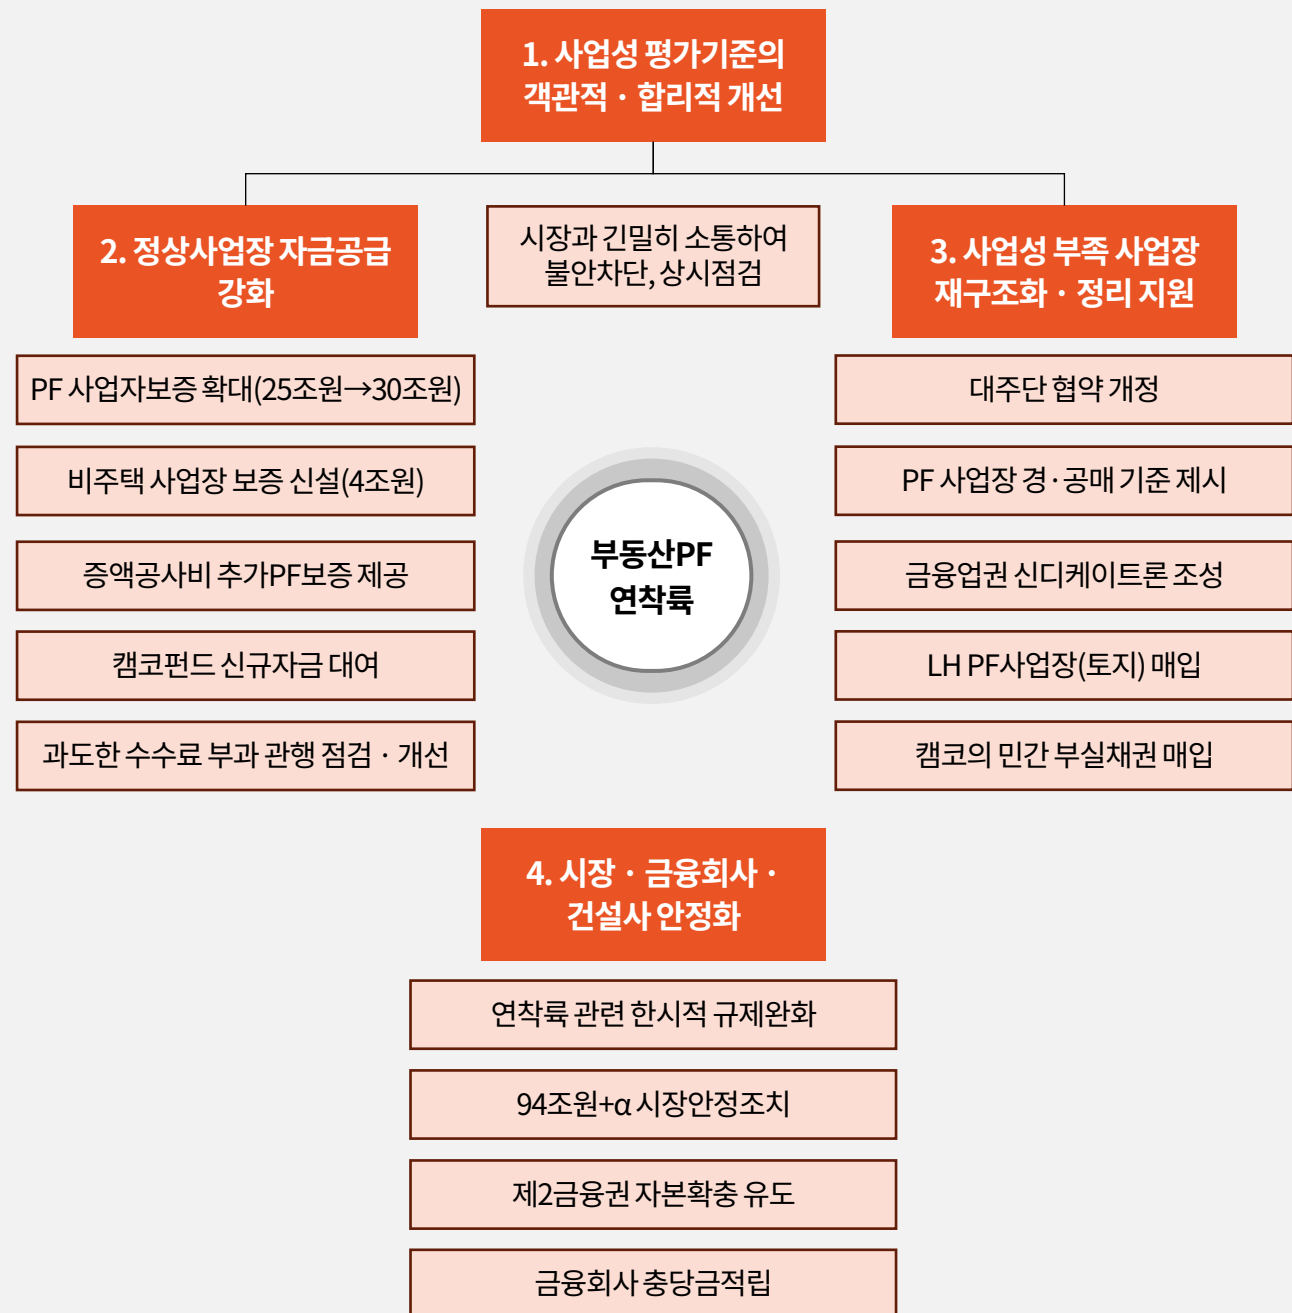 1. 사업성 평가기준의
객관적 · 합리적 개선
2. 정상사업장 자금공급
강화
시장과 긴밀히 소통하여
불안차단, 상시점검
3. 사업성 부족 사업장
재구조화 · 정리 지원
PF 사업자보증 확대(25조원→30조원)
비주택 사업장 보증 신설(4조원)
증액공사비 추가PF보증 제공
캠코펀드 신규자금 대여
과도한 수수료 부과 관행 점검 · 개선
부동산PF
연착륙
대주단 협약 개정
PF 사업장 경·공매 기준 제시
금융업권 신디케이트론 조성
LH PF사업장(토지) 매입
캠코의 민간 부실채권 매입
4. 시장 · 금융회사 ·
건설사 안정화
연착륙 관련 한시적 규제완화
94조원+α 시장안정조치
제2금융권 자본확충 유도
금융회사 충당금적립